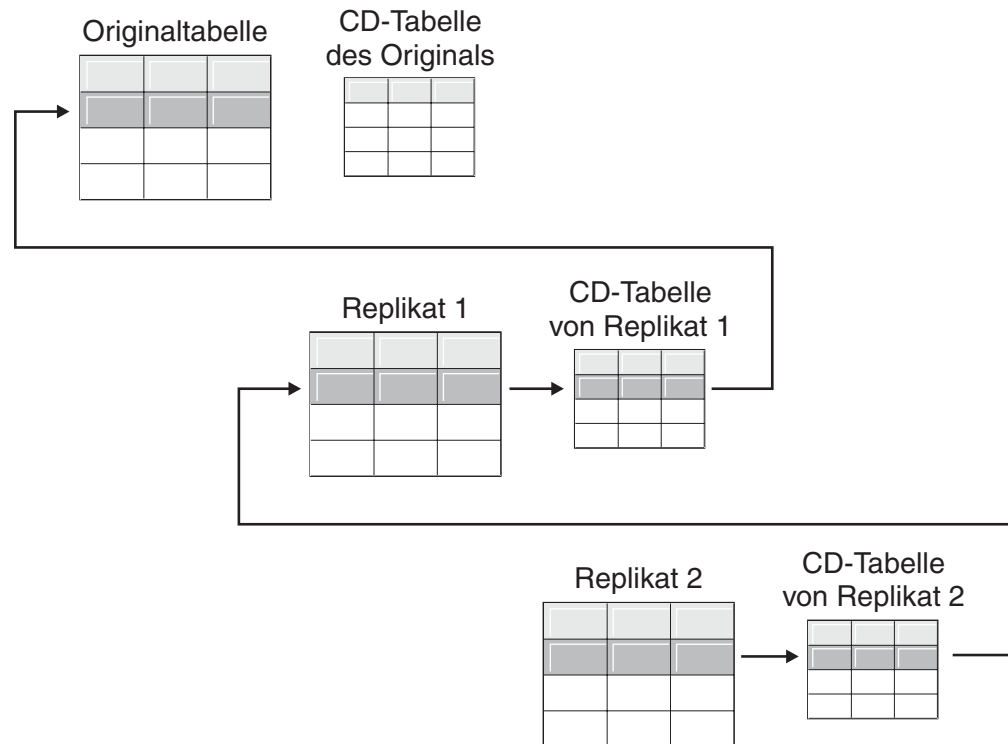 Originaltabelle
CD-Tabelle
des Originals
Replikat 1
CD-Tabelle
von Replikat 1
Replikat 2
CD-Tabelle
von Replikat 2